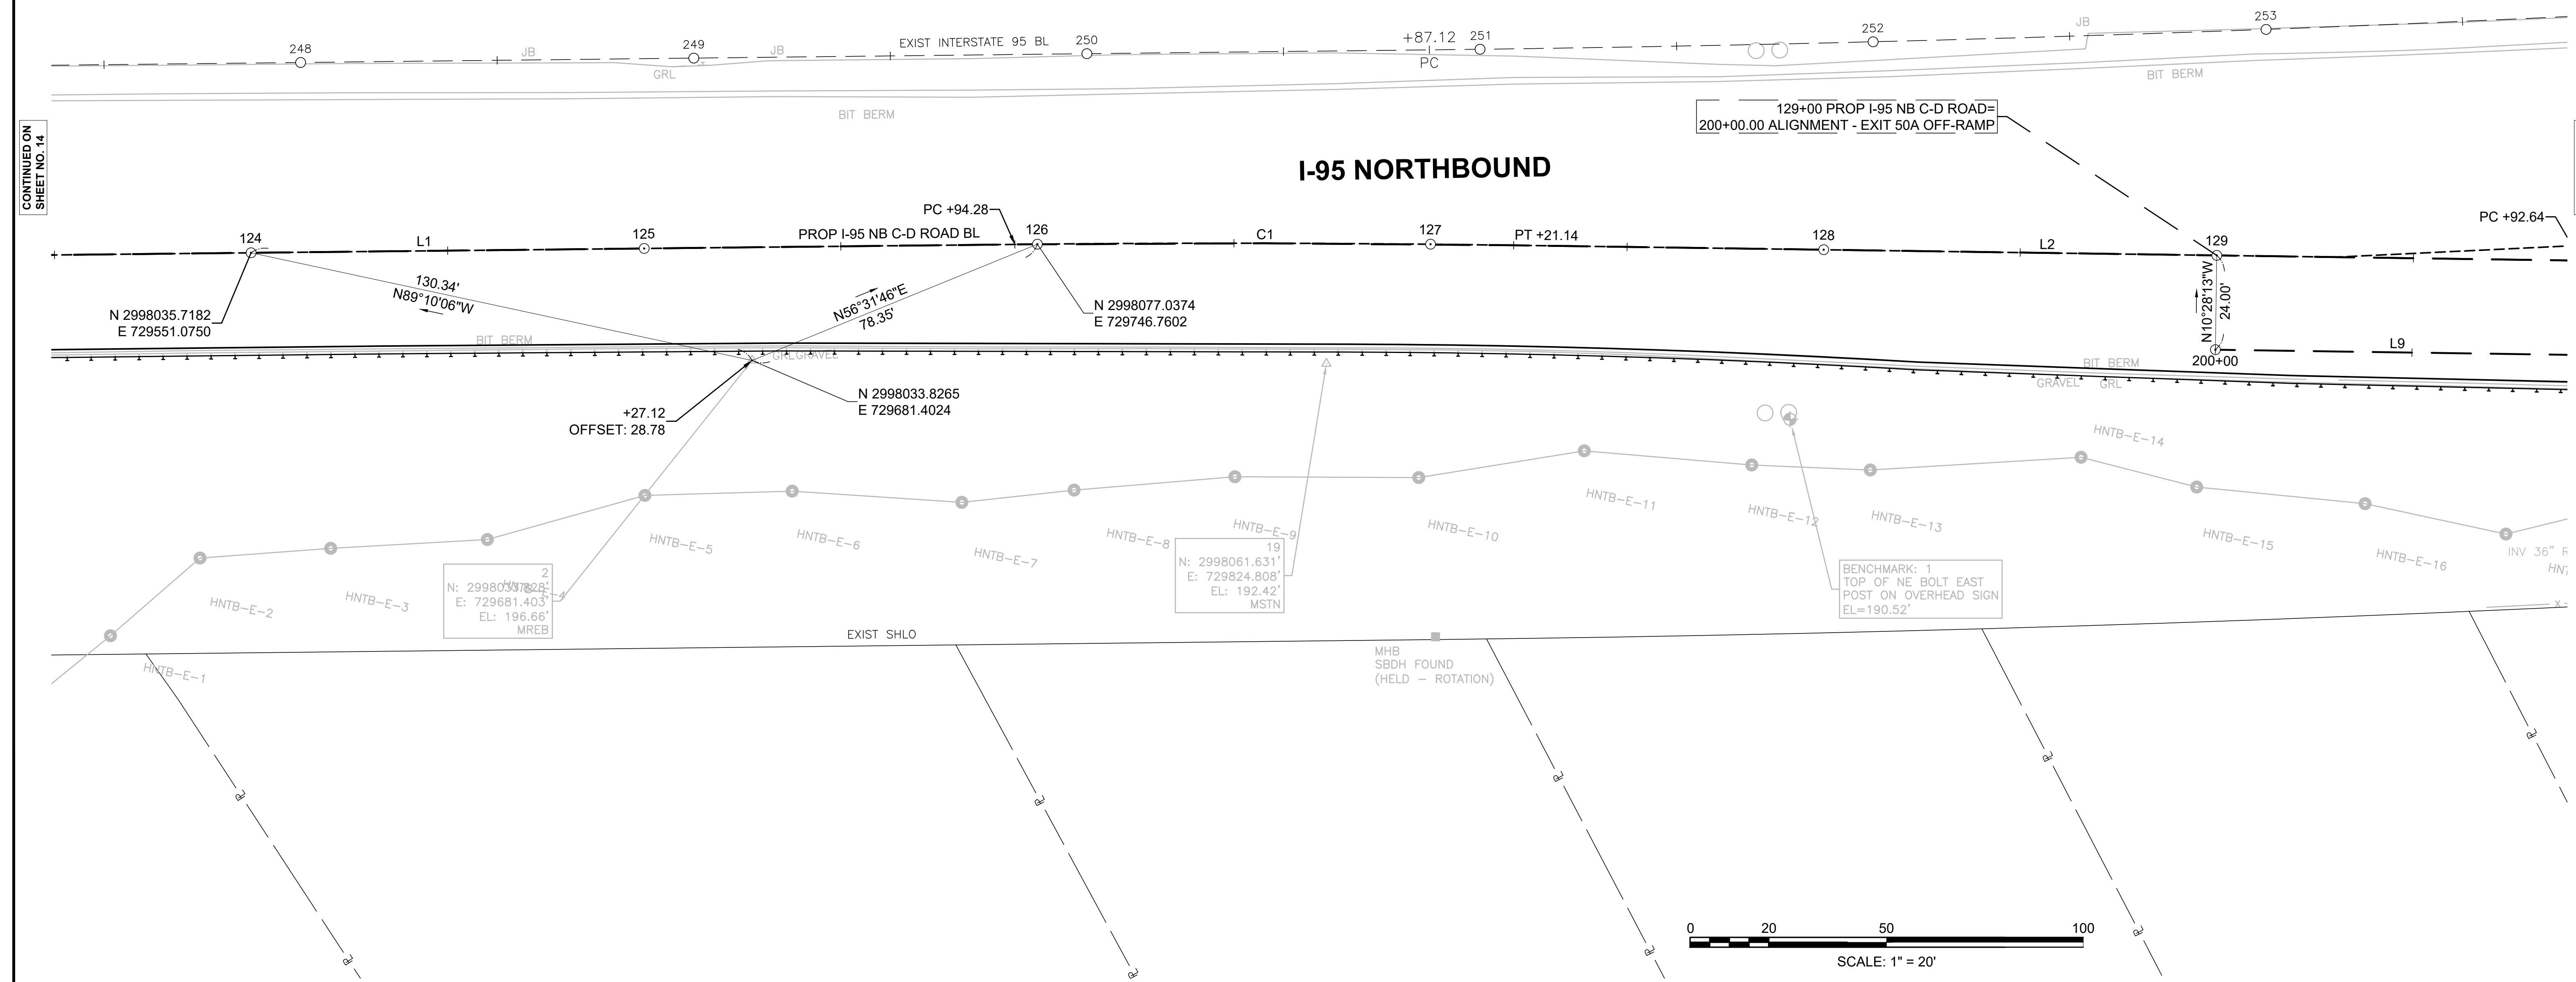 248
JB
249
JB
EXIST INTERSTATE 95 BL
250
+87.12
PC
251
252
JB
253
GRL
BIT BERM
BIT BERM
CONTINUED ON
SHEET NO. 14
129+00 PROP I-95 NB C-D ROAD=
200+00.00 ALIGNMENT - EXIT 50A OFF-RAMP
I-95 NORTHBOUND
124
L1
125
PROP I-95 NB C-D ROAD BL
PC +94.28
126
C1
127
PT +21.14
128
L2
129
PC +92.64
130.34'
N89°10'06"W
N56°31'46"E
78.35'
N 2998035.7182
E 729551.0750
N 2998077.0374
E 729746.7602
N10°28'13"W
24.00'
200+00
L9
BIT BERM
GRL
GRAVEL
BIT BERM
GRAVEL
GRL
N 2998033.8265
E 729681.4024
+27.12
OFFSET: 28.78
HNTB-E-1
HNTB-E-2
HNTB-E-3
HNTB-E-4
HNTB-E-5
HNTB-E-6
HNTB-E-7
HNTB-E-8
HNTB-E-9
HNTB-E-10
HNTB-E-11
HNTB-E-12
HNTB-E-13
HNTB-E-14
HNTB-E-15
HNTB-E-16
INV 36"
2
E: 729681.403'
EL: 196.66'
MREB
19
N: 2998061.631'
E: 729824.808'
EL: 192.42'
MSTN
BENCHMARK: 1
TOP OF NE BOLT EAST
POST ON OVERHEAD SIGN
EL=190.52'
EXIST SHLO
MHB
SBDH FOUND
(HELD - ROTATION)
0 20 50 100
SCALE: 1" = 20'